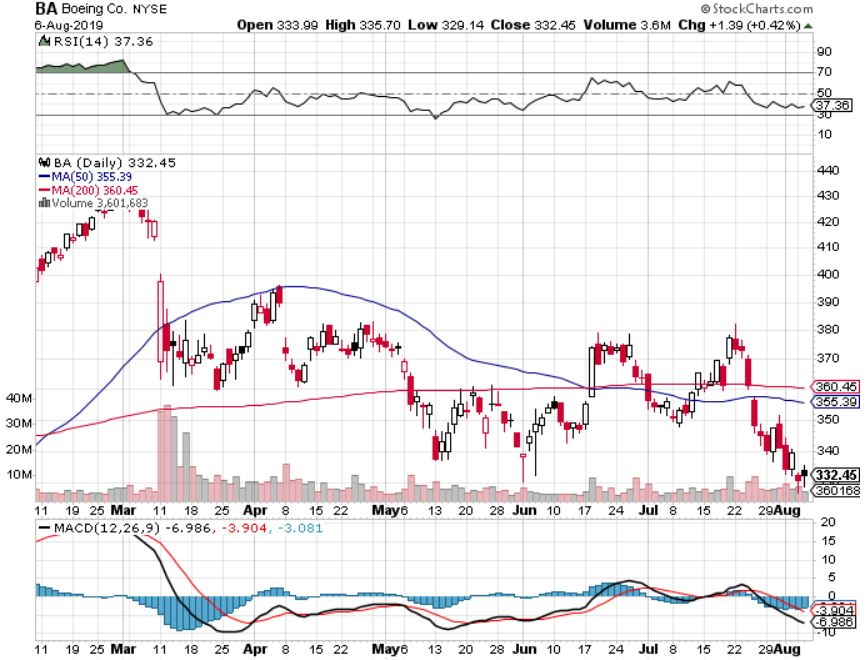 BA Boeing Co. NYSE © StockCharts.com
6-Aug-2019 Open 333.99 High 335.70 Low 329.14 Close 332.45 Volume 3.6M Chg +1.39 (+0.42%)
RSI(14) 37.36
90
70
50
37.36
30
10
BA (Daily) 332.45
MA(50) 355.39
MA(200) 360.45
Volume 3,601,683
440
430
420
410
400
390
380
370
360.45
355.39
350
340
332.45
360168
40M
30M
20M
10M
11 19 25 Mar 11 18 25 Apr 8 15 22 May 6 13 20 28 Jun 10 17 24 Jul 8 15 22 29 Aug
MACD(12,26,9) -6.986, -3.904, -3.081
20
15
10
5
0
-3.904
-6.986
-10
11 19 25 Mar 11 18 25 Apr 8 15 22 May 6 13 20 28 Jun 10 17 24 Jul 8 15 22 29 Aug